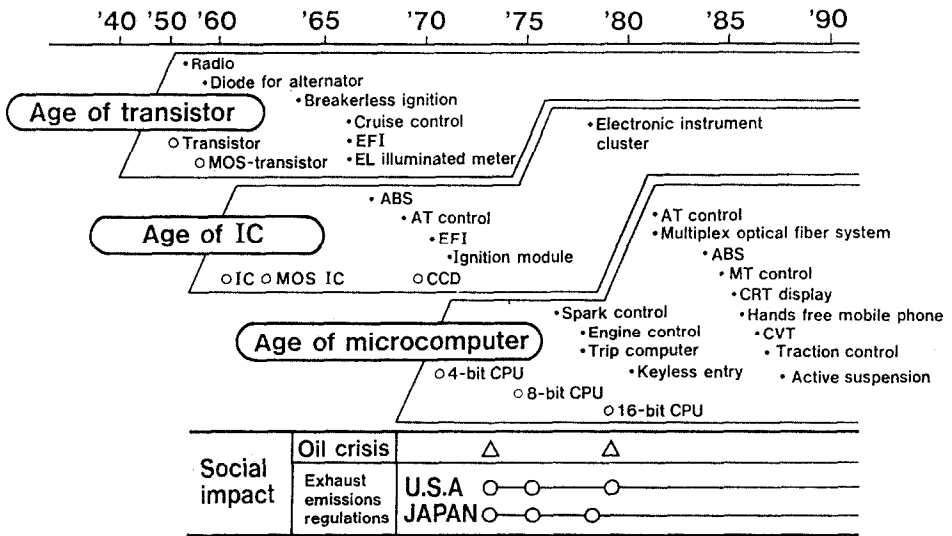 '40 '50 '60 '65 '70 '75 '80 '85 '90
•Radio
•Diode for alternator
Age of transistor
•Breakerless ignition
•Cruise control
•EFI
•EL illuminated meter
○Transistor
○MOS-transistor
•Electronic instrument
cluster
Age of IC
•ABS
•AT control
•EFI
•Ignition module
○IC ○MOS IC ○CCD
•AT control
•Multiplex optical fiber system
•ABS
•MT control
•CRT display
•Hands free mobile phone
•CVT
•Traction control
•Active suspension
Age of microcomputer
•Spark control
•Engine control
•Trip computer
•Keyless entry
○4-bit CPU
○8-bit CPU
○16-bit CPU
Social
impact
Oil crisis
Exhaust
emissions
regulations
U.S.A
JAPAN